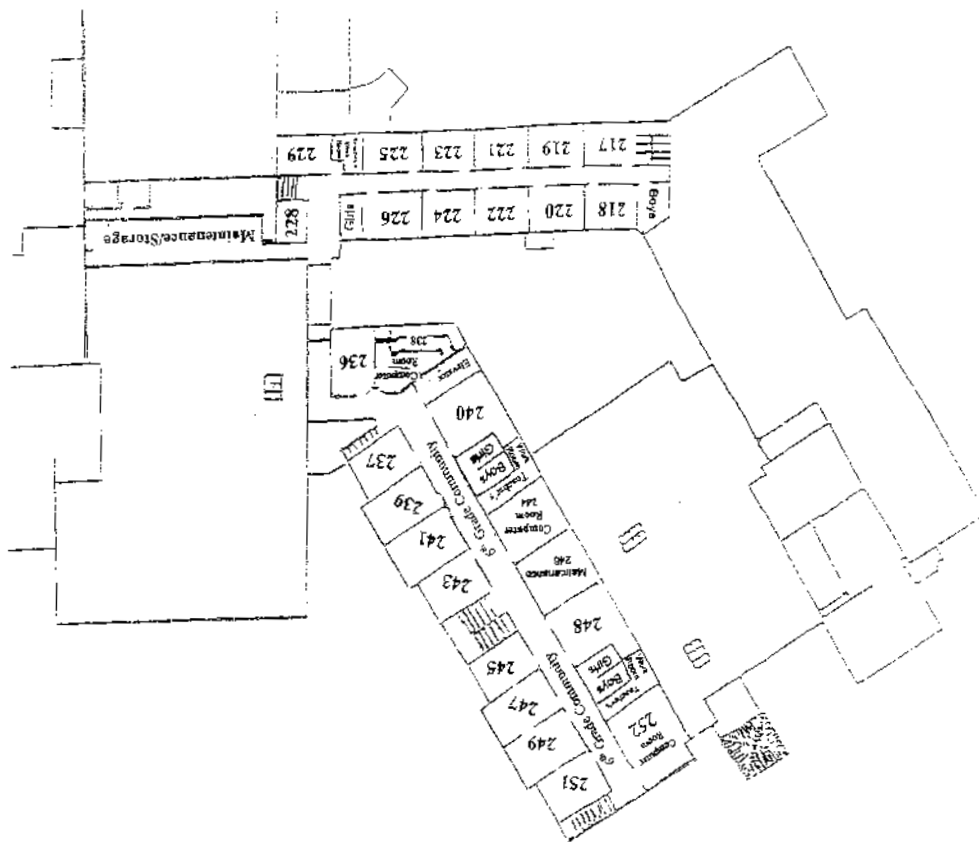 217
219
221
223
225
229
Boys
218
220
222
224
226
Girls
228
Maintenance/Storage
236
238
Computer
Room
Elevator
240
Girls
Boys
Teacher's
Computer
Room
244
Maintenance
246
248
Girls
Boys
Teacher's
252
Computer
Room
6th Grade Community
6th Grade Community
237
239
241
243
245
247
249
251